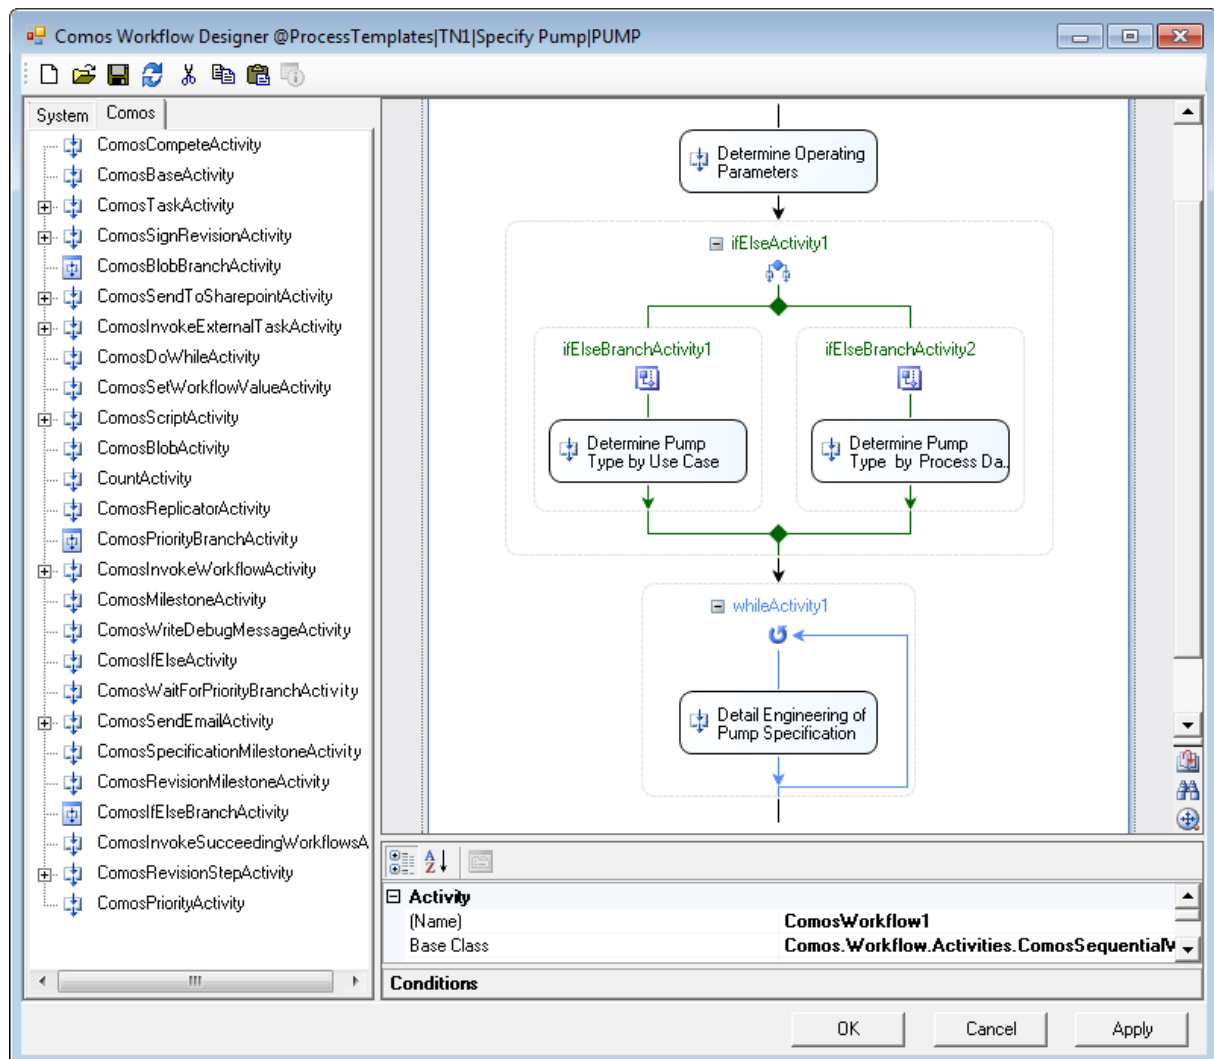 Comos Workflow Designer @ProcessTemplates|TN1|Specify Pump|PUMP
System
Comos
ComosCompeteActivity
ComosBaseActivity
ComosTaskActivity
ComosSignRevisionActivity
ComosBlobBranchActivity
ComosSendToSharepointActivity
ComosInvokeExternalTaskActivity
ComosDoWhileActivity
ComosSetWorkflowValueActivity
ComosScriptActivity
ComosBlobActivity
CountActivity
ComosReplicatorActivity
ComosPriorityBranchActivity
ComosInvokeWorkflowActivity
ComosMilestoneActivity
ComosWriteDebugMessageActivity
ComosIfElseActivity
ComosWaitForPriorityBranchActivity
ComosSendEmailActivity
ComosSpecificationMilestoneActivity
ComosRevisionMilestoneActivity
ComosIfElseBranchActivity
ComosInvokeSucceedingWorkflowsA
ComosRevisionStepActivity
ComosPriorityActivity
Determine Operating
Parameters
ifElseActivity1
ifElseBranchActivity1
ifElseBranchActivity2
Determine Pump
Type by Use Case
Determine Pump
Type by Process Da..
whileActivity1
Detail Engineering of
Pump Specification
Activity
(Name)
ComosWorkflow1
Base Class
Comos.Workflow.Activities.ComosSequentialW
Conditions
OK
Cancel
Apply